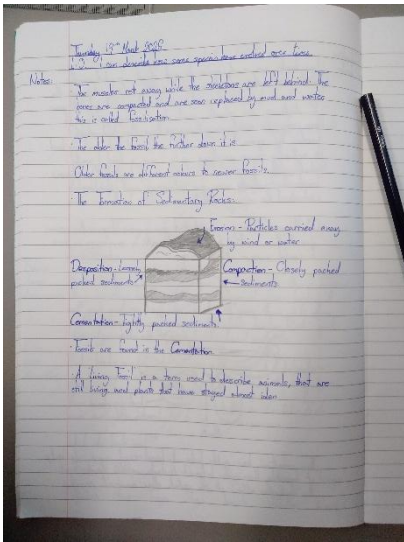 Thursday 19th March 2026
I can describe how some species have evolved over time.
Notes:
The muscles rot away while the skeletons are left behind. The
bones are compacted and are soon replaced by mud and water
this is called fossilisation.
· The older the fossil the further down it is.
Older fossils are different colours to newer fossils.
· The Formation of Sedimentary Rocks:
Erosion - Particles carried away
by wind or water
Deposition - Loosely
packed sediments
Compaction - Closely packed
sediments
Cementation - Tightly packed sediments
· Fossils are found in the Cementation
· A 'living Fossil' is a term used to describe animals, that are
still living and plants that have stayed almost